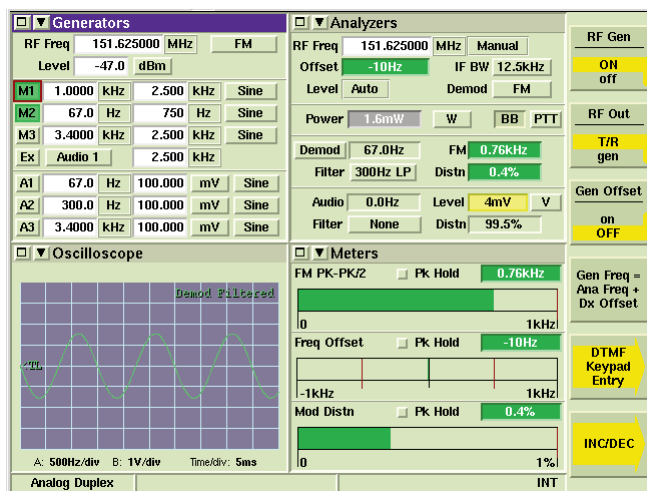 Generators
RF Freq 151.625000 MHz FM
Level -47.0 dBm
M1 1.0000 kHz 2.500 kHz Sine
M2 67.0 Hz 750 Hz Sine
M3 3.4000 kHz 2.500 kHz Sine
Ex Audio 1 2.500 kHz
A1 67.0 Hz 100.000 mV Sine
A2 300.0 Hz 100.000 mV Sine
A3 3.4000 kHz 100.000 mV Sine
Analyzers
RF Freq 151.625000 MHz Manual
Offset -10Hz IF BW 12.5kHz
Level Auto Demod FM
Power 1.6mW W BB PTT
Demod 67.0Hz FM 0.76kHz
Filter 300Hz LP Distn 0.4%
Audio 0.0Hz Level 4mV V
Filter None Distn 99.5%
Oscilloscope
Demod Filtered
<TL
A: 500Hz/div B: 1V/div Time/div: 5ms
Meters
FM PK-PK/2 Pk Hold 0.76kHz
0 1kHz
Freq Offset Pk Hold -10Hz
-1kHz 1kHz
Mod Distn Pk Hold 0.4%
0 1%
RF Gen
ON
off
RF Out
T/R
gen
Gen Offset
on
OFF
Gen Freq =
Ana Freq +
Dx Offset
DTMF
Keypad
Entry
INC/DEC
Analog Duplex INT